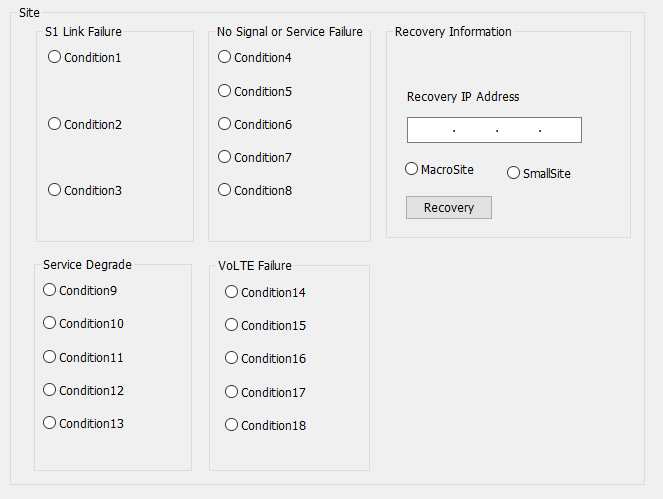 Site
S1 Link Failure
Condition1
Condition2
Condition3
No Signal or Service Failure
Condition4
Condition5
Condition6
Condition7
Condition8
Recovery Information
Recovery IP Address
. . .
MacroSite
SmallSite
Recovery
Service Degrade
Condition9
Condition10
Condition11
Condition12
Condition13
VoLTE Failure
Condition14
Condition15
Condition16
Condition17
Condition18